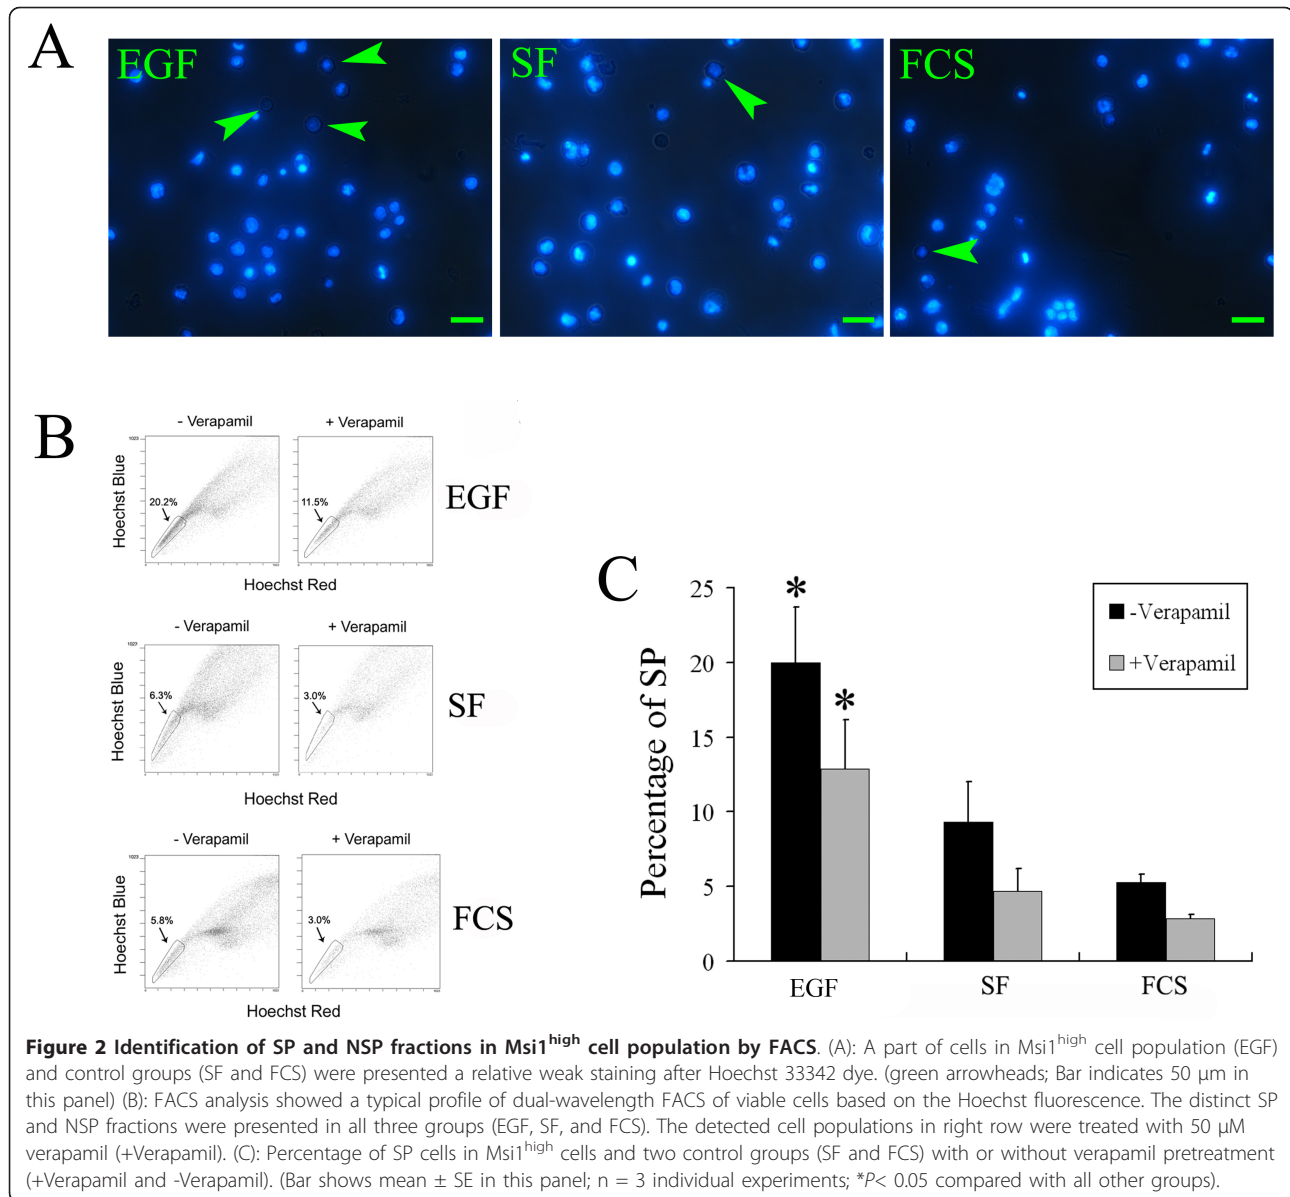 A
EGF
SF
FCS
B
- Verapamil
+ Verapamil
1023
Hoechst Blue
20.2%
11.5%
EGF
Hoechst Red
- Verapamil
+ Verapamil
1023
Hoechst Blue
6.3%
3.0%
SF
Hoechst Red
- Verapamil
+ Verapamil
1023
Hoechst Blue
5.8%
3.0%
FCS
Hoechst Red
C
Percentage of SP
25
20
15
10
5
0
*
*
EGF
SF
FCS
-Verapamil
+Verapamil
Figure 2 Identification of SP and NSP fractions in Msi1high cell population by FACS. (A): A part of cells in Msi1high cell population (EGF)
and control groups (SF and FCS) were presented a relative weak staining after Hoechst 33342 dye. (green arrowheads; Bar indicates 50 μm in
this panel) (B): FACS analysis showed a typical profile of dual-wavelength FACS of viable cells based on the Hoechst fluorescence. The distinct SP
and NSP fractions were presented in all three groups (EGF, SF, and FCS). The detected cell populations in right row were treated with 50 μM
verapamil (+Verapamil). (C): Percentage of SP cells in Msi1high cells and two control groups (SF and FCS) with or without verapamil pretreatment
(+Verapamil and -Verapamil). (Bar shows mean ± SE in this panel; n = 3 individual experiments; *P< 0.05 compared with all other groups).